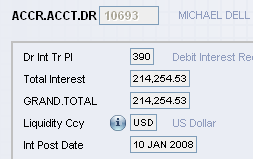 ACCR.ACCT.DR 10693 MICHAEL DELL
Dr Int Tr Pl 390 Debit Interest Rec
Total Interest 214,254.53
GRAND.TOTAL 214,254.53
Liquidity Ccy i USD US Dollar
Int Post Date 10 JAN 2008